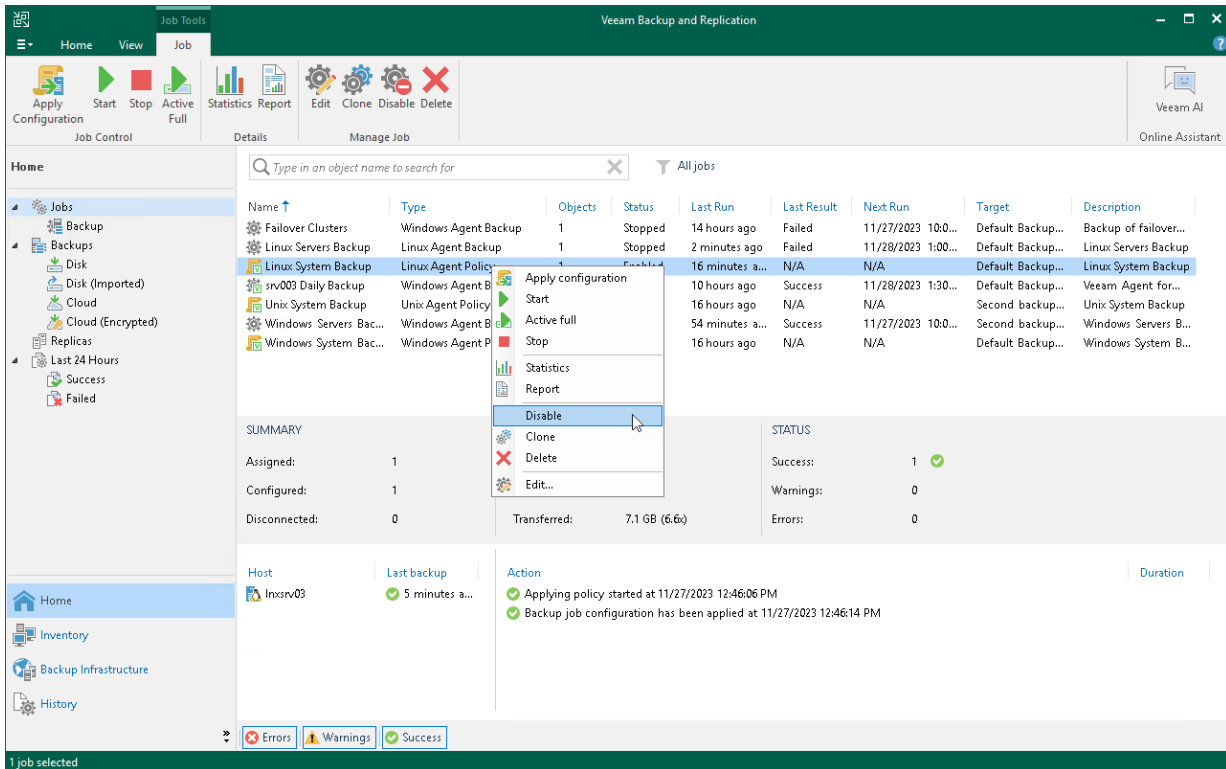 Job Tools
Veeam Backup and Replication
Home View Job
Apply Configuration
Start
Stop
Active Full
Statistics
Report
Edit
Clone
Disable
Delete
Veeam AI
Job Control
Details
Manage Job
Online Assistant
Home
Type in an object name to search for
All jobs
Jobs
Backup
Backups
Disk
Disk (Imported)
Cloud
Cloud (Encrypted)
Replicas
Last 24 Hours
Success
Failed
Name Type Objects Status Last Run Last Result Next Run Target Description
Failover Clusters Windows Agent Backup 1 Stopped 14 hours ago Failed 11/27/2023 10:0... Default Backup... Backup of failover...
Linux Servers Backup Linux Agent Backup 1 Stopped 2 minutes ago Failed 11/28/2023 1:00... Default Backup... Linux Servers Backup
Linux System Backup Linux Agent Policy 1 Enabled 16 minutes a... N/A N/A Default Backup... Linux System Backup
srv003 Daily Backup Windows Agent B 10 hours ago Success 11/28/2023 1:30... Default Backup... Veeam Agent for...
Unix System Backup Unix Agent Policy 16 hours ago N/A N/A Second backup... Unix System Backup
Windows Servers Bac... Windows Agent B 54 minutes a... Success 11/27/2023 10:0... Second backup... Windows Servers B...
Windows System Bac... Windows Agent P 16 hours ago N/A N/A Default Backup... Windows System B...
Apply configuration
Start
Active full
Stop
Statistics
Report
Disable
Clone
Delete
Edit...
SUMMARY
Assigned: 1
Configured: 1
Disconnected: 0
Transferred: 7.1 GB (6.6x)
STATUS
Success: 1
Warnings: 0
Errors: 0
Host Last backup
lnxsrv03 5 minutes a...
Action Duration
Applying policy started at 11/27/2023 12:46:06 PM
Backup job configuration has been applied at 11/27/2023 12:46:14 PM
Home
Inventory
Backup Infrastructure
History
Errors Warnings Success
1 job selected